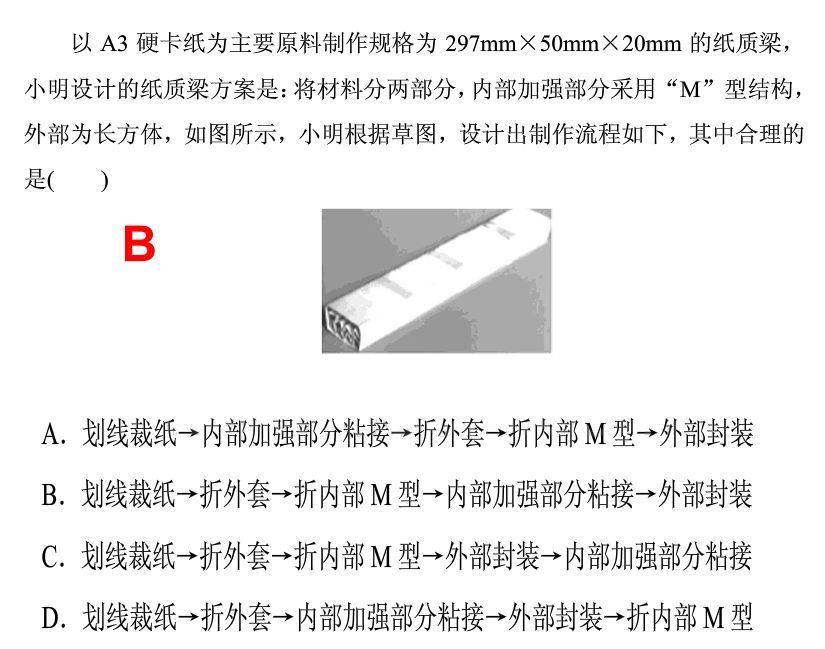 以 A3 硬卡纸为主要原料制作规格为 297mm×50mm×20mm 的纸质梁，
小明设计的纸质梁方案是：将材料分两部分，内部加强部分采用“M”型结构，
外部为长方体，如图所示，小明根据草图，设计出制作流程如下，其中合理的
是(　　)
B
A．划线裁纸→内部加强部分粘接→折外套→折内部 M 型→外部封装
B．划线裁纸→折外套→折内部 M 型→内部加强部分粘接→外部封装
C．划线裁纸→折外套→折内部 M 型→外部封装→内部加强部分粘接
D．划线裁纸→折外套→内部加强部分粘接→外部封装→折内部 M 型